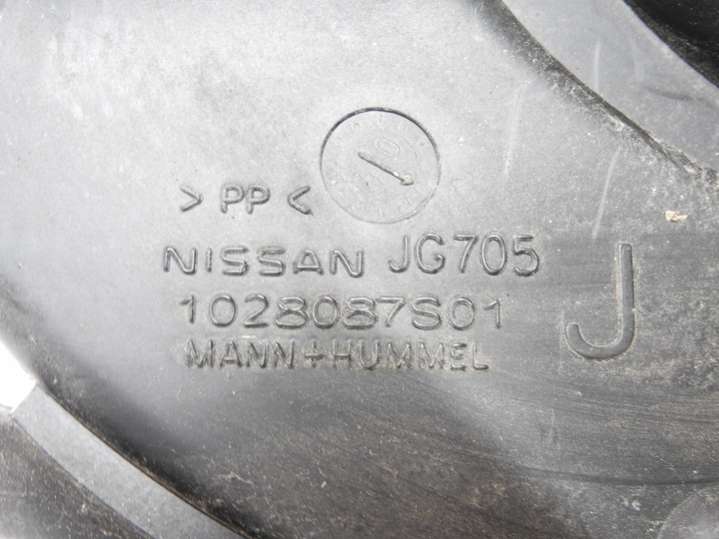 > PP <
NISSAN JG705
1028087S01
MANN+HUMMEL
J